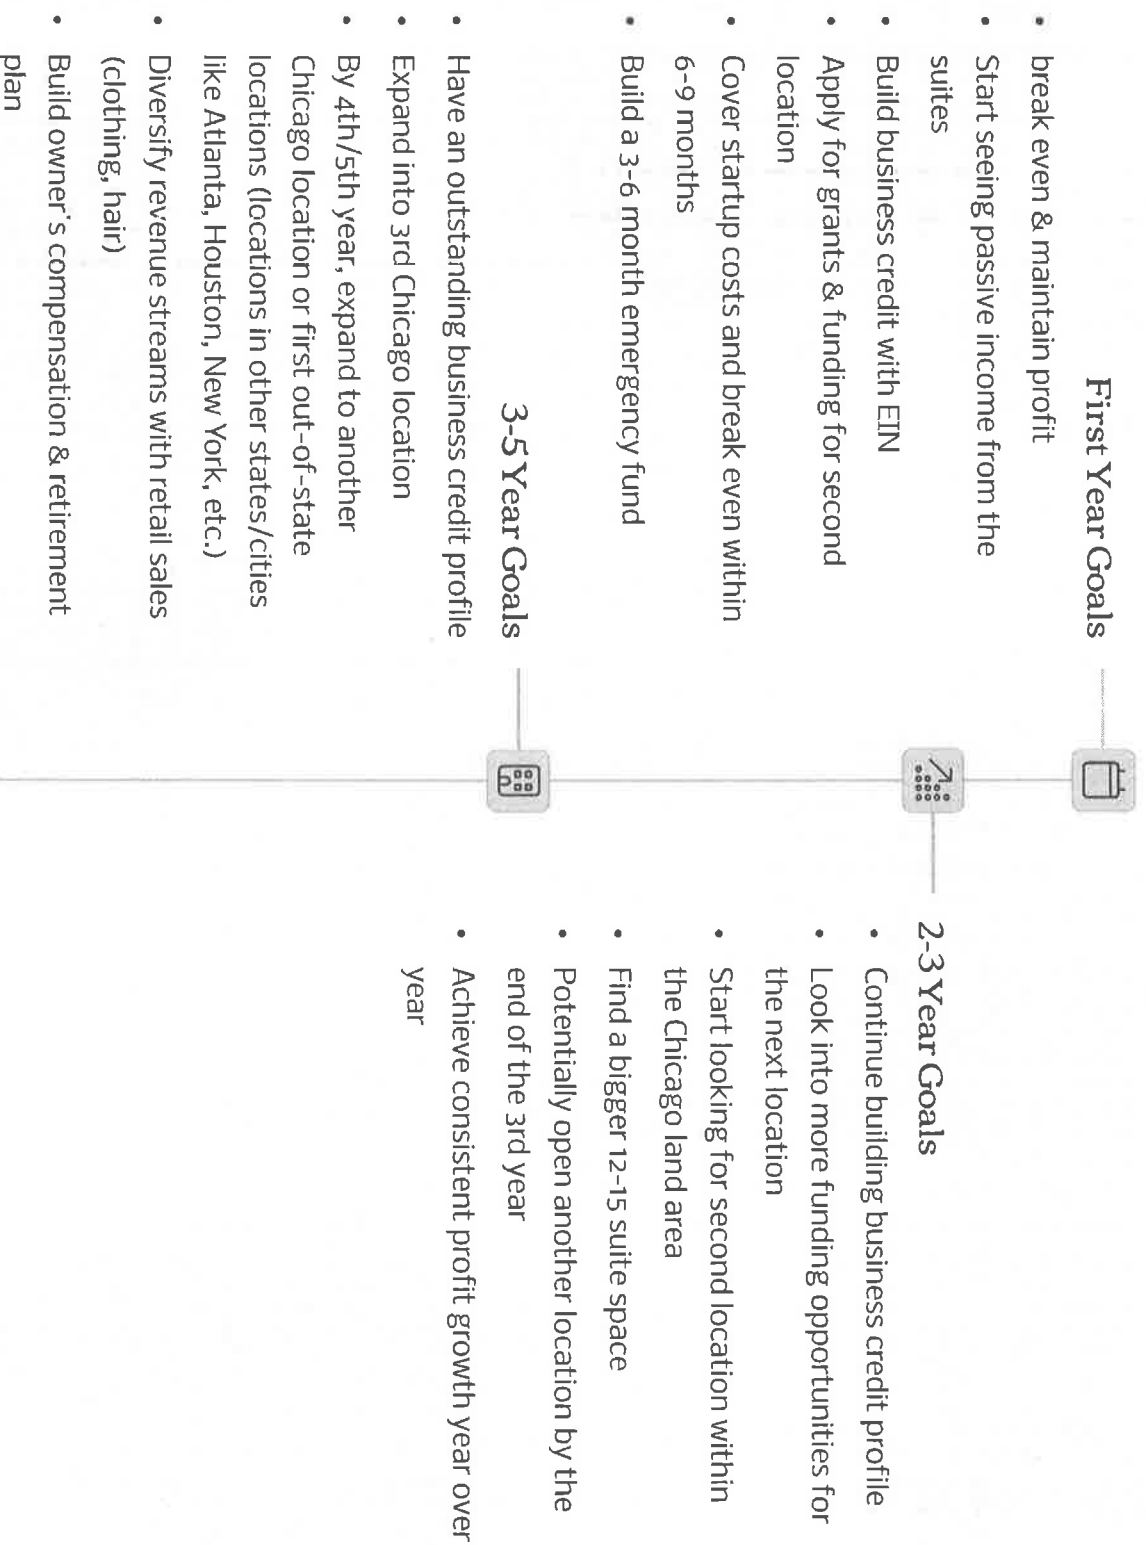 First Year Goals
• break even & maintain profit
• Start seeing passive income from the
suites
• Build business credit with EIN
• Apply for grants & funding for second
location
• Cover startup costs and break even within
6-9 months
• Build a 3-6 month emergency fund
2-3 Year Goals
• Continue building business credit profile
• Look into more funding opportunities for
the next location
• Start looking for second location within
the Chicago land area
• Find a bigger 12-15 suite space
• Potentially open another location by the
end of the 3rd year
• Achieve consistent profit growth year over
year
3-5 Year Goals
• Have an outstanding business credit profile
• Expand into 3rd Chicago location
• By 4th/5th year, expand to another
Chicago location or first out-of-state
locations (locations in other states/cities
like Atlanta, Houston, New York, etc.)
• Diversify revenue streams with retail sales
(clothing, hair)
• Build owner's compensation & retirement
plan